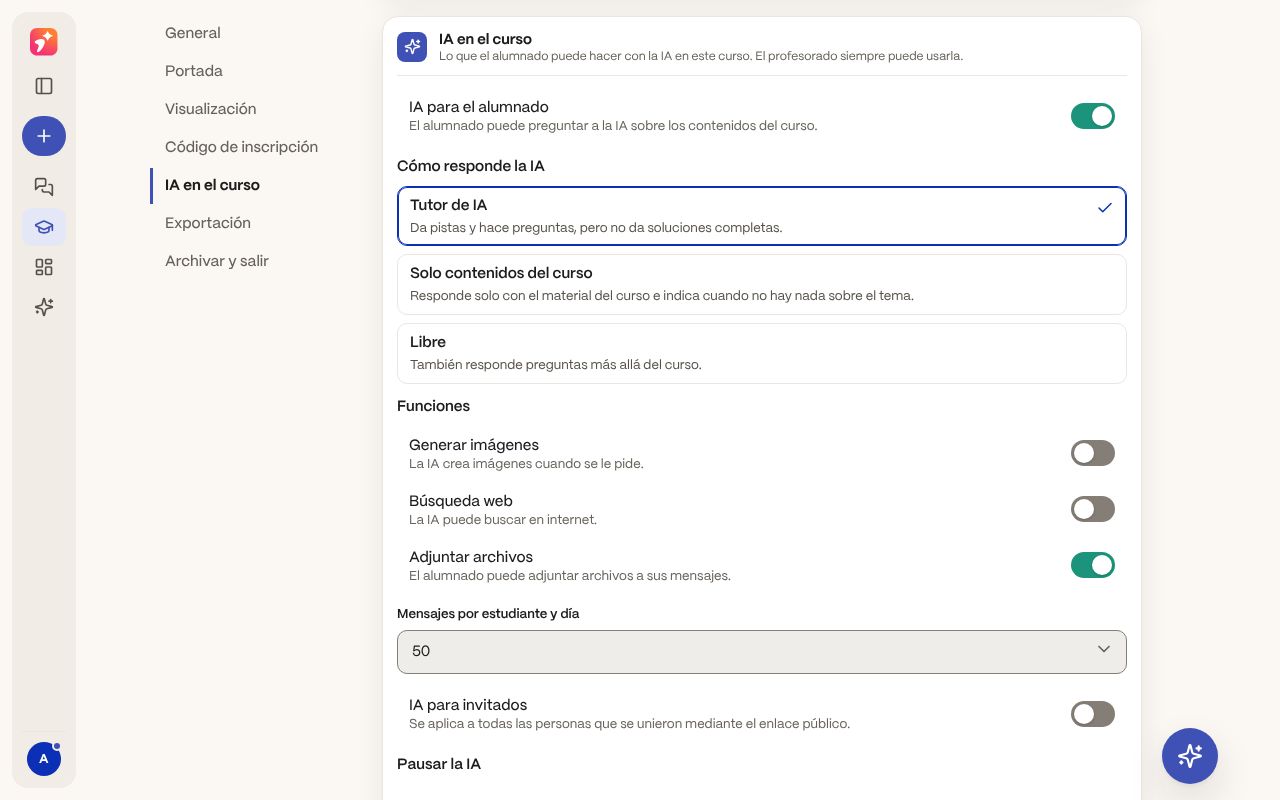 General
Portada
Visualización
Código de inscripción
IA en el curso
Exportación
Archivar y salir
A
IA en el curso
Lo que el alumnado puede hacer con la IA en este curso. El profesorado siempre puede usarla.
IA para el alumnado
El alumnado puede preguntar a la IA sobre los contenidos del curso.
Cómo responde la IA
Tutor de IA
Da pistas y hace preguntas, pero no da soluciones completas.
Solo contenidos del curso
Responde solo con el material del curso e indica cuando no hay nada sobre el tema.
Libre
También responde preguntas más allá del curso.
Funciones
Generar imágenes
La IA crea imágenes cuando se le pide.
Búsqueda web
La IA puede buscar en internet.
Adjuntar archivos
El alumnado puede adjuntar archivos a sus mensajes.
Mensajes por estudiante y día
50
IA para invitados
Se aplica a todas las personas que se unieron mediante el enlace público.
Pausar la IA